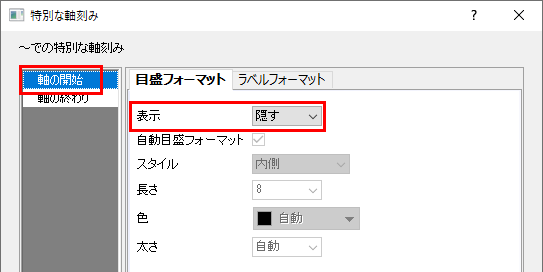 特別な軸刻み
～での特別な軸刻み
軸の開始
軸の終わり
目盛フォーマット
ラベルフォーマット
表示
隠す
自動目盛フォーマット
スタイル
内側
長さ
8
色
自動
太さ
自動